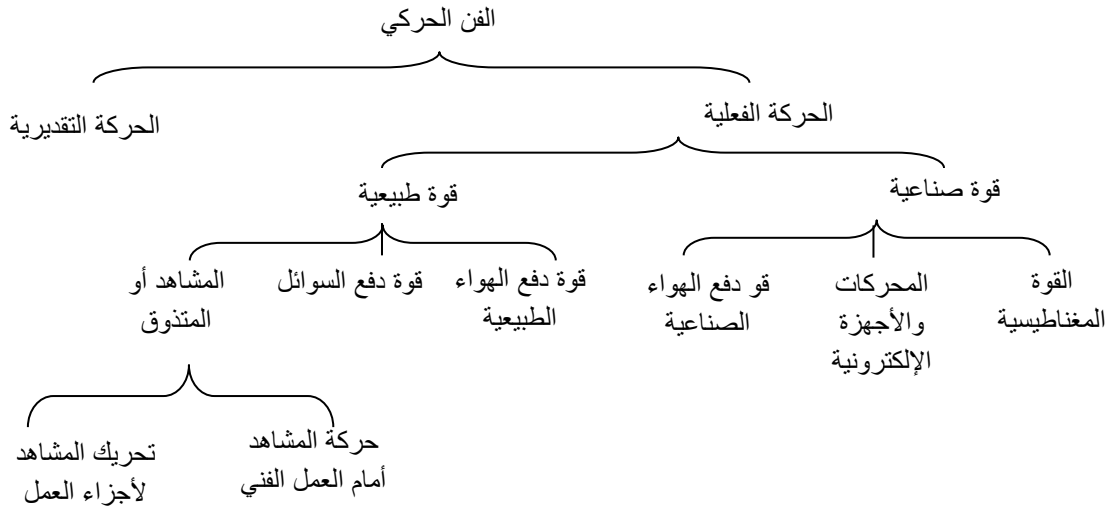 الفن الحركي
الحركة الفعلية
الحركة التقديرية
قوة صناعية
قوة طبيعية
القوة
المغناطيسية
المحركات
والأجهزة
الإلكترونية
قو دفع الهواء
الصناعية
قوة دفع الهواء
الطبيعية
قوة دفع السوائل
المشاهد أو
المتذوق
حركة المشاهد
أمام العمل الفني
تحريك المشاهد
لأجزاء العمل